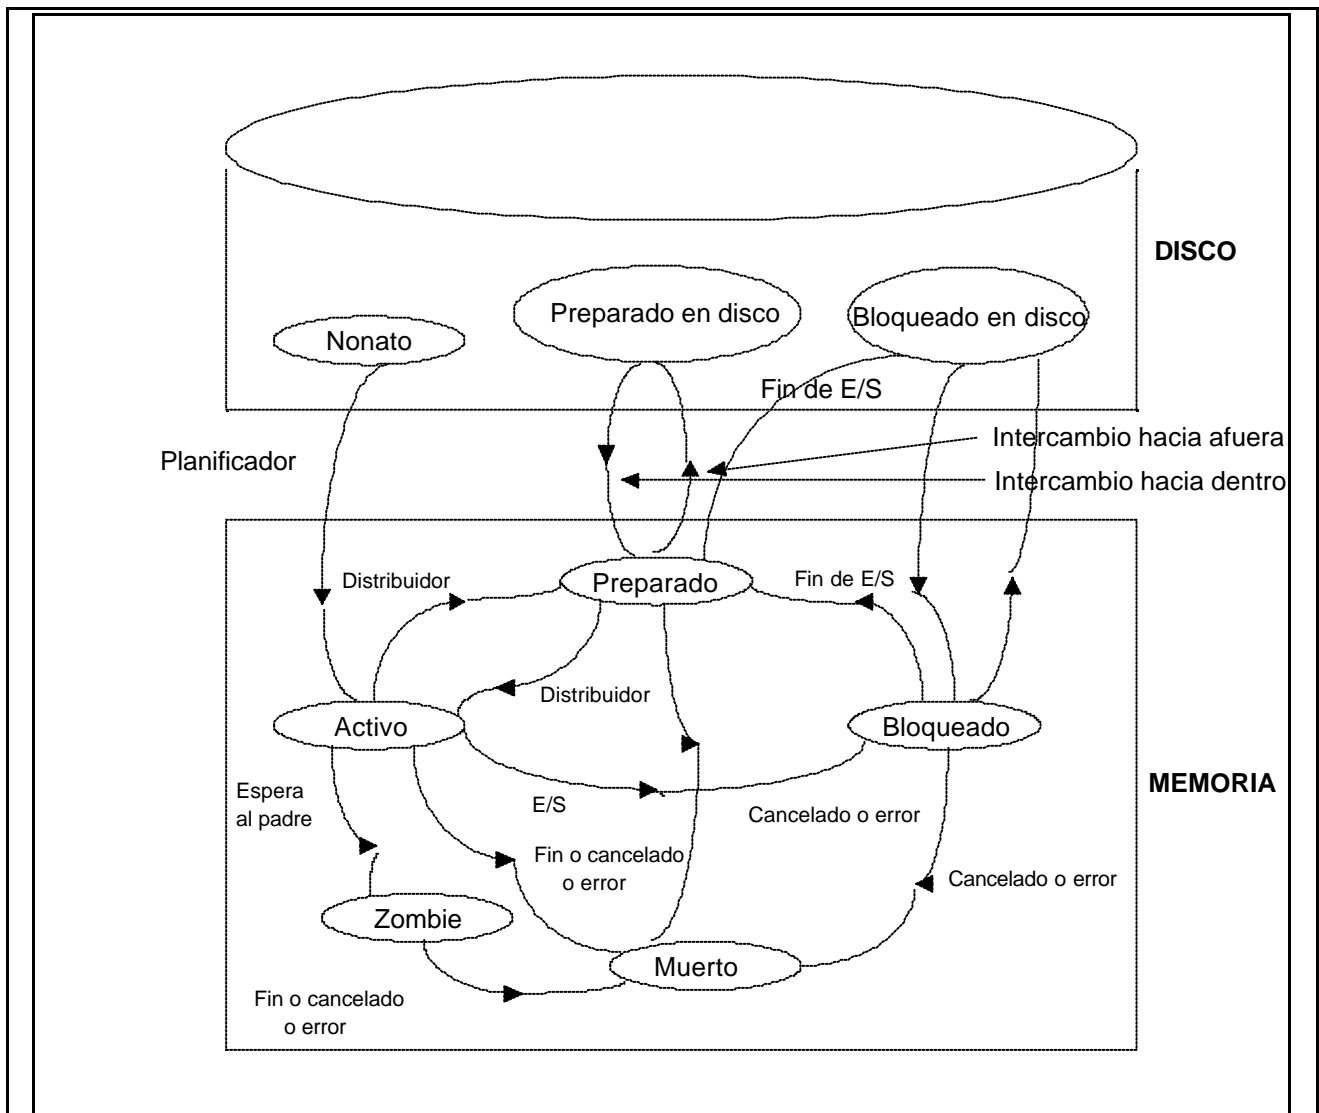 DISCO
Preparado en disco
Bloqueado en disco
Nonato
Fin de E/S
Intercambio hacia afuera
Planificador
Intercambio hacia dentro
Distribuidor
Preparado
Fin de E/S
Distribuidor
Activo
Bloqueado
MEMORIA
Espera
al padre
E/S
Cancelado o error
Fin o cancelado
o error
Cancelado o error
Zombie
Muerto
Fin o cancelado
o error